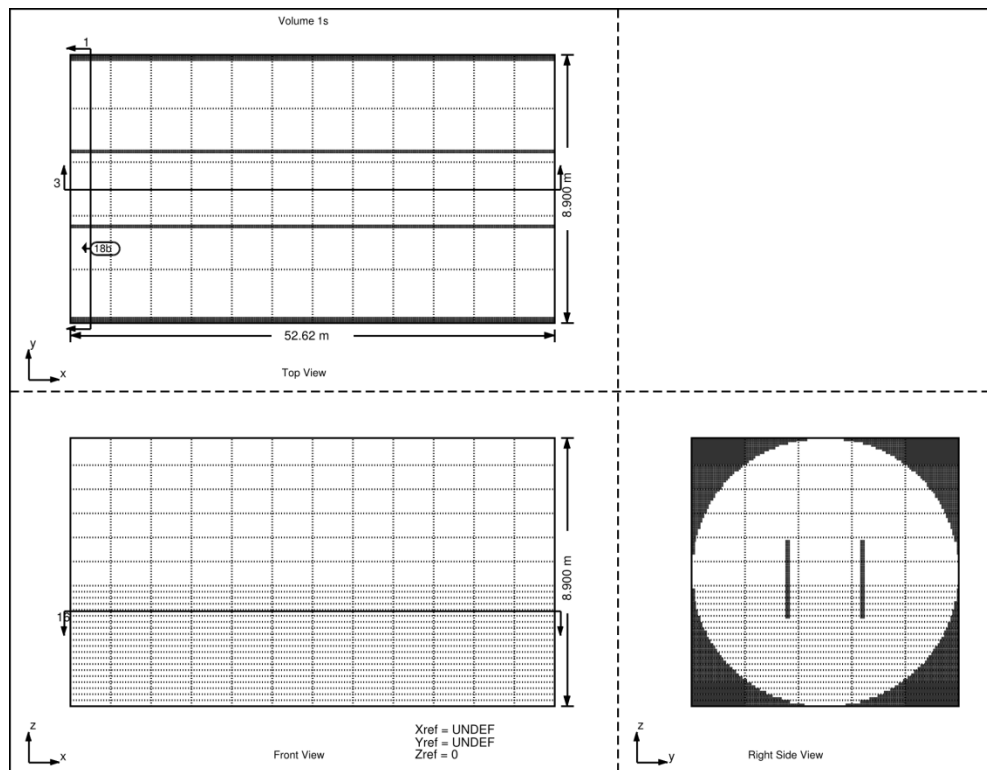 Volume 1s
1
3
8.900 m
18b
52.62 m
y
x
Top View
8.900 m
z
x
Front View
Xref = UNDEF
Yref = UNDEF
Zref = 0
z
y
Right Side View